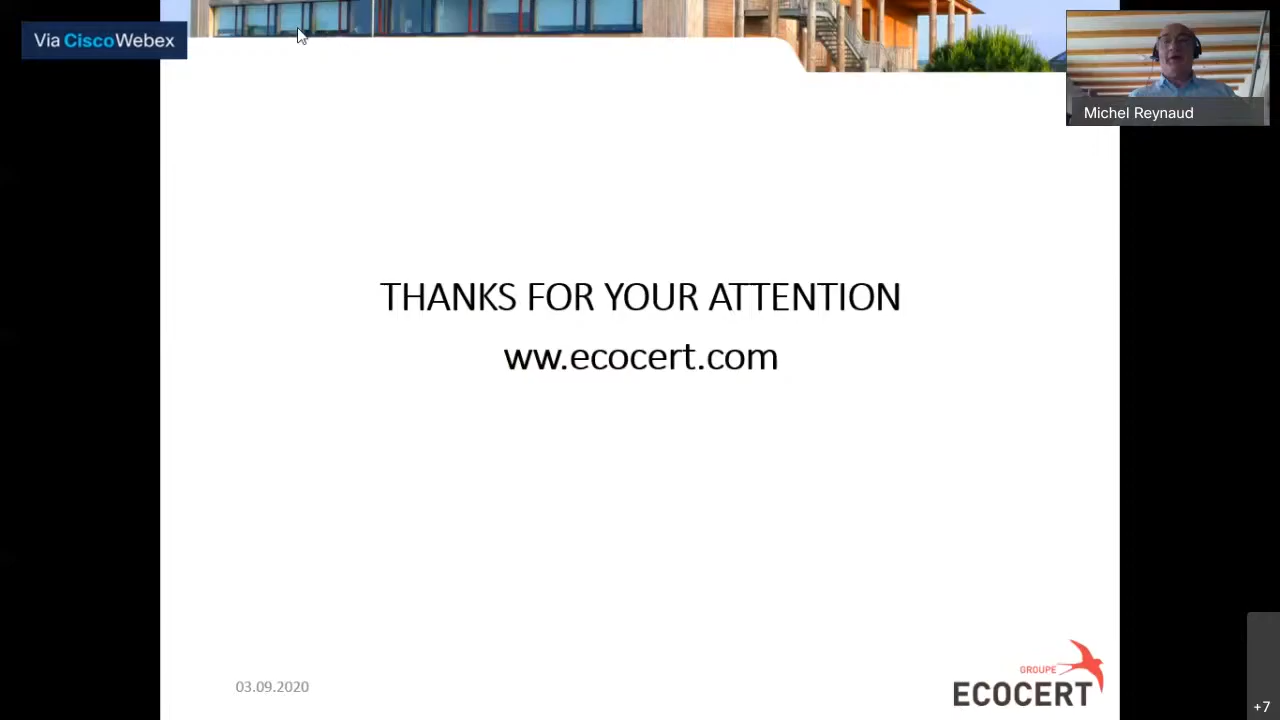 Via CiscoWebex
Michel Reynaud
THANKS FOR YOUR ATTENTION
ww.ecocert.com
03.09.2020
GROUPE
ECOCERT
+7